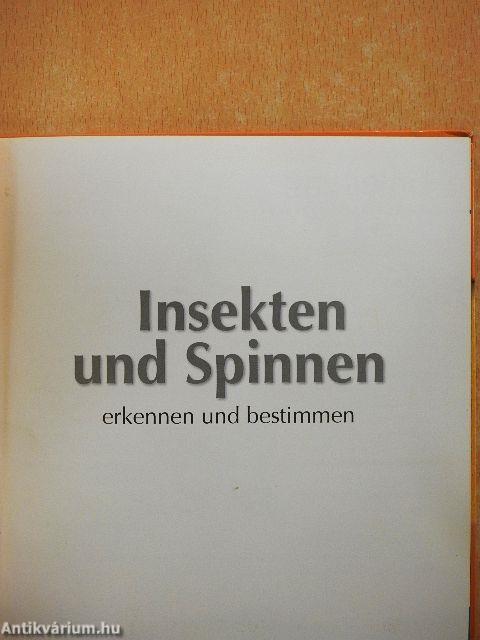 Insekten
und Spinnen
erkennen und bestimmen
Antikvárium.hu